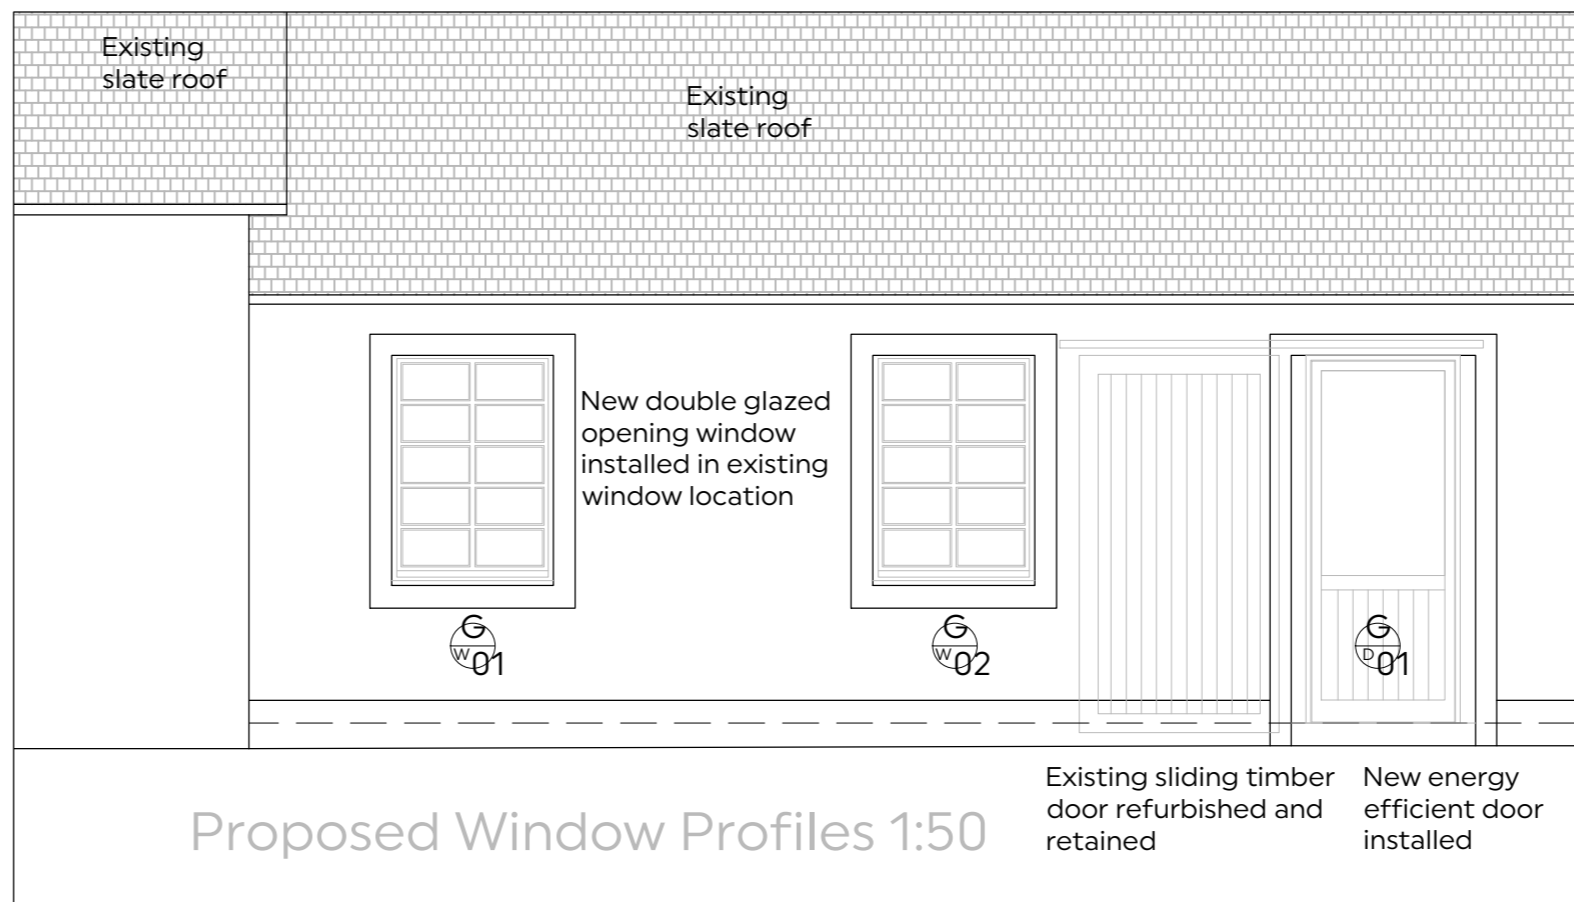 Existing
slate roof
Existing
slate roof
New double glazed
opening window
installed in existing
window location
G
W 01
G
W 02
G
D 01
Existing sliding timber
door refurbished and
retained
New energy
efficient door
installed
Proposed Window Profiles 1:50